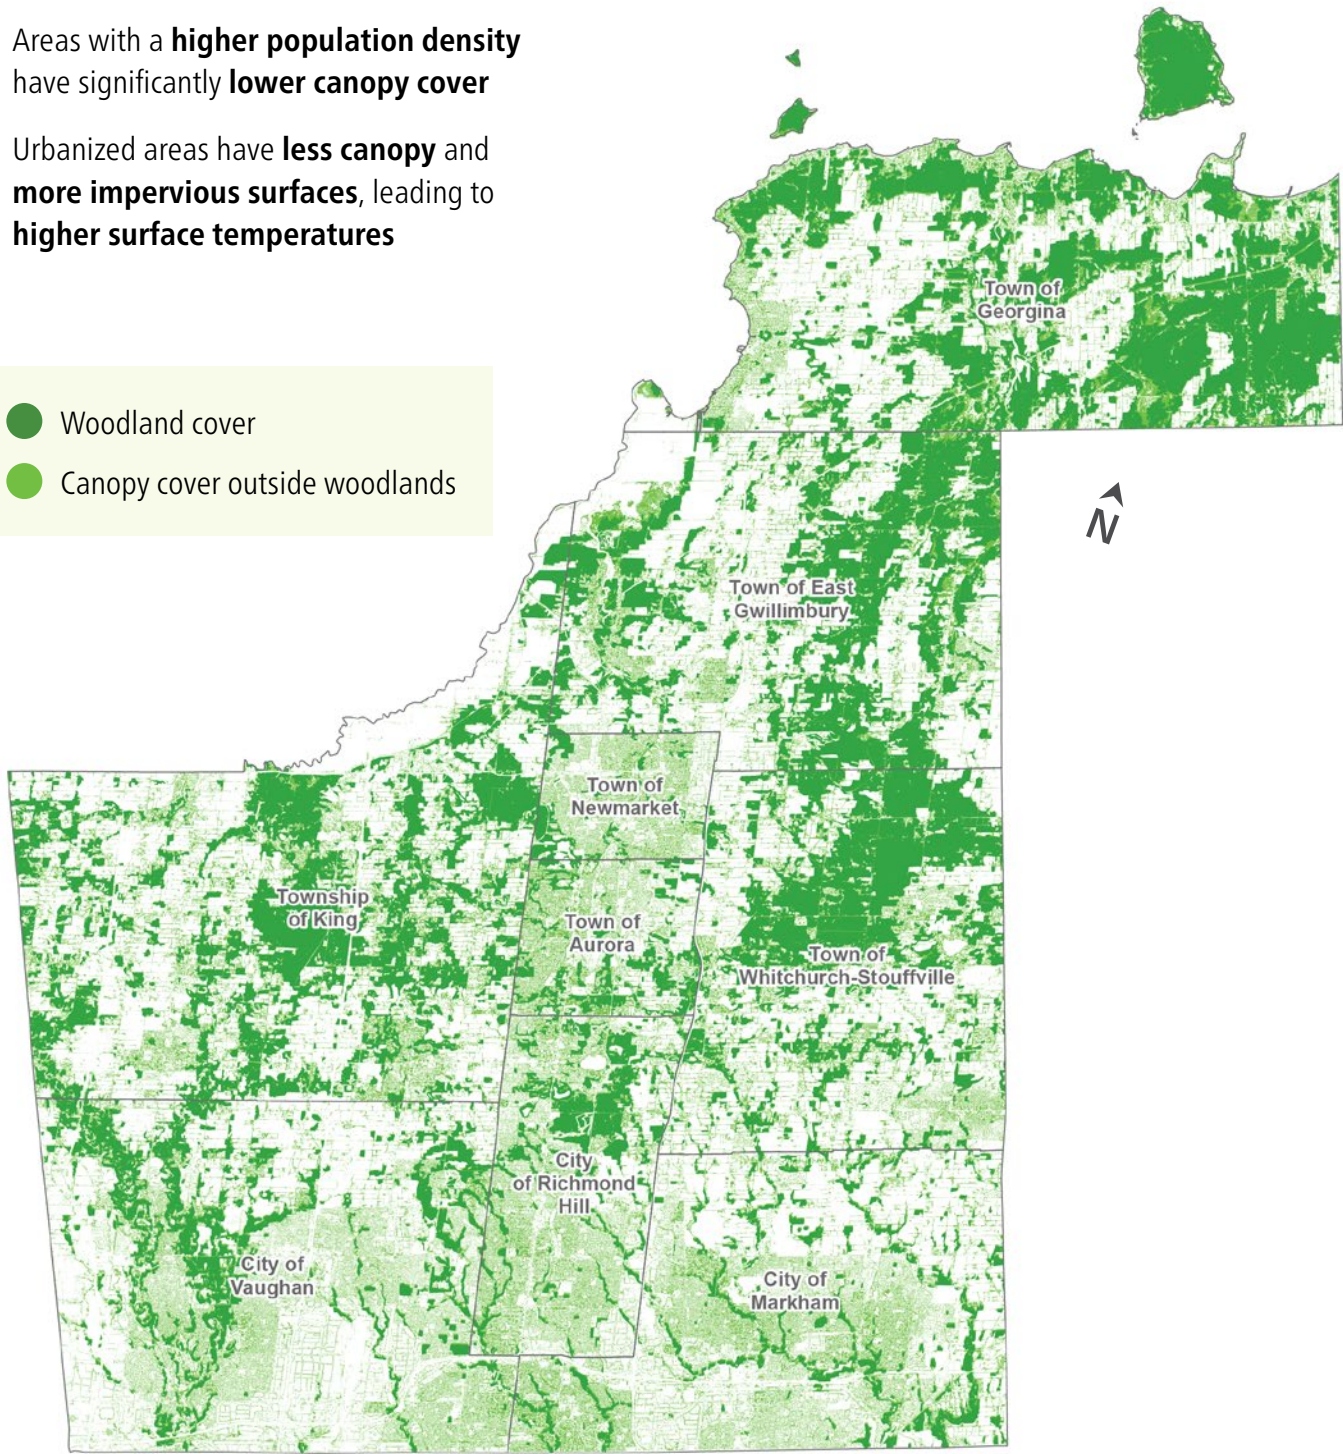 Areas with a higher population density
have significantly lower canopy cover
Urbanized areas have less canopy and
more impervious surfaces, leading to
higher surface temperatures
Woodland cover
Canopy cover outside woodlands
Town of
Georgina
N
Town of East
Gwillimbury
Town of
Newmarket
Township
of King
Town of
Aurora
Town of
Whitchurch-Stouffville
City
of Richmond
Hill
City of
Vaughan
City of
Markham